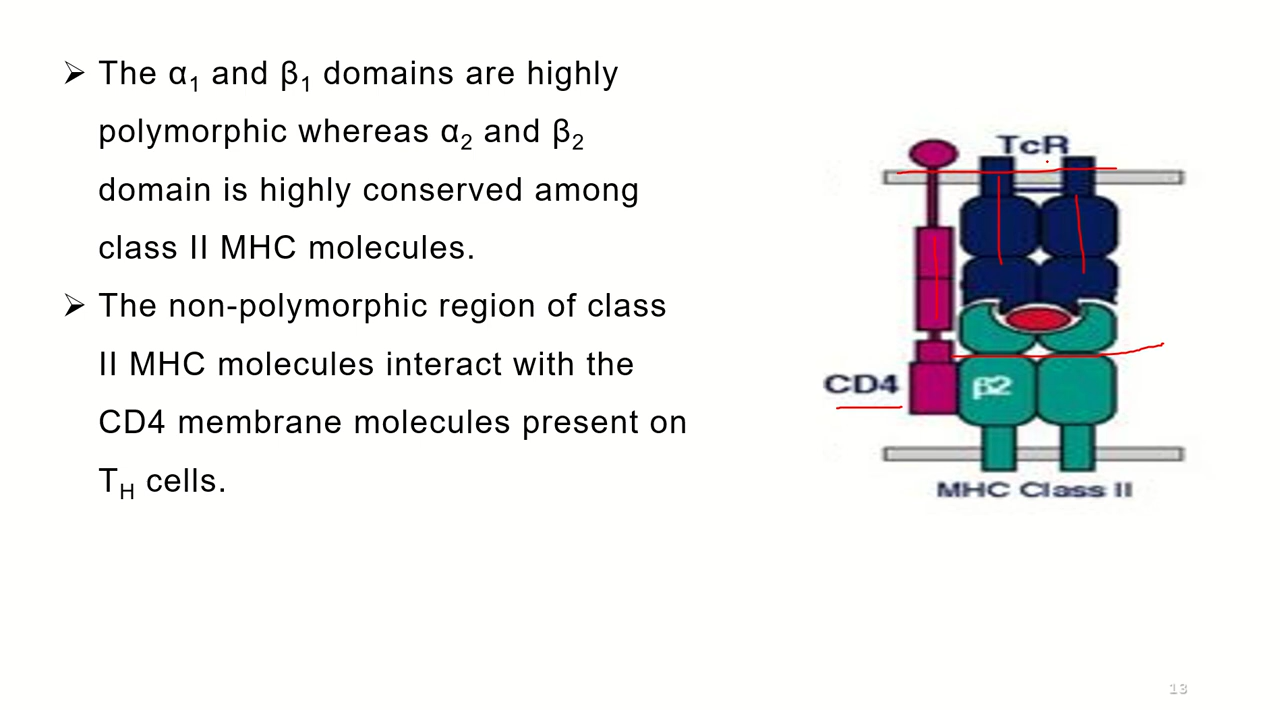 ➢ The α₁ and β₁ domains are highly
polymorphic whereas α₂ and β₂
domain is highly conserved among
class II MHC molecules.
➢ The non-polymorphic region of class
II MHC molecules interact with the
CD4 membrane molecules present on
T_H cells.
TcR
CD4
β2
MHC Class II
13